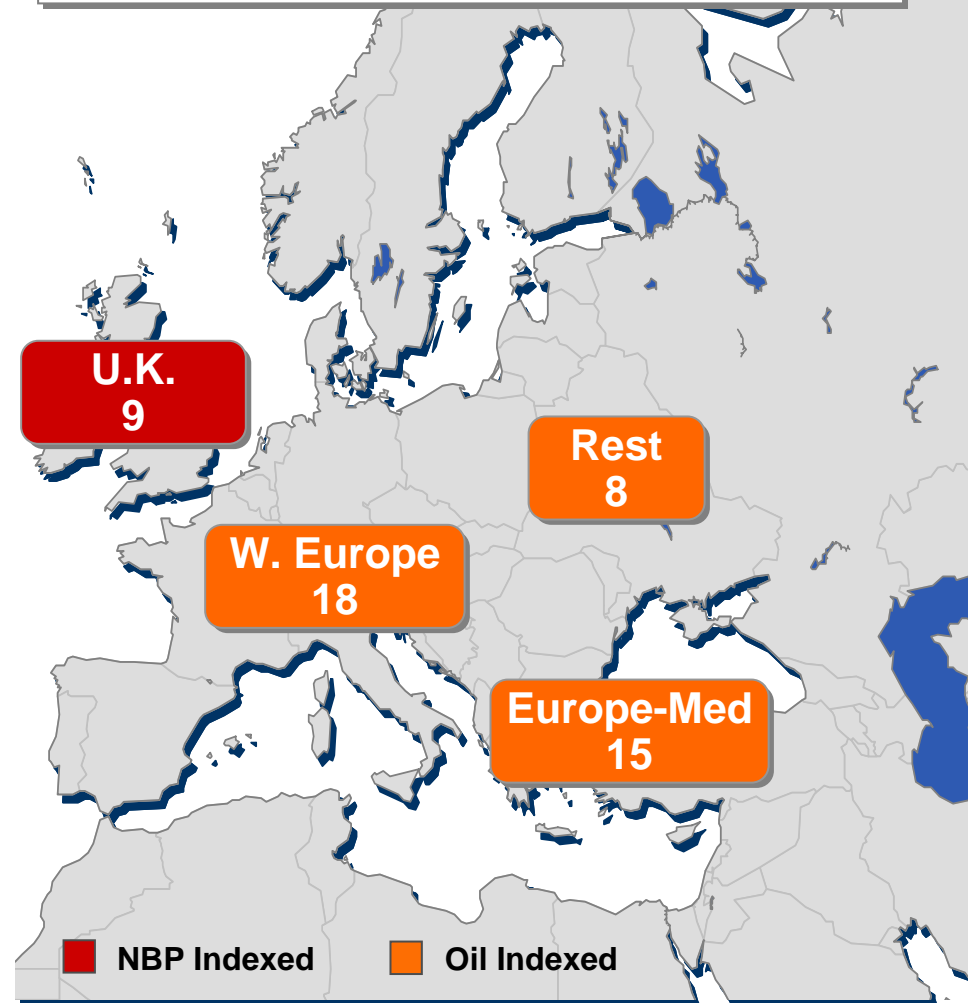 U.K.
9
Rest
8
W. Europe
18
Europe-Med
15
NBP Indexed
Oil Indexed